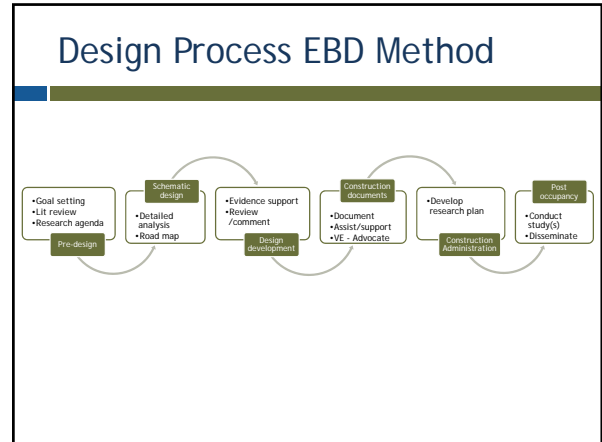 Design Process EBD Method
•Goal setting
•Lit review
•Research agenda
Pre-design
Schematic
design
•Detailed
analysis
•Road map
•Evidence support
•Review
/comment
Design
development
Construction
documents
•Document
•Assist/support
•VE - Advocate
•Develop
research plan
Construction
Administration
Post
occupancy
•Conduct
study(s)
•Disseminate